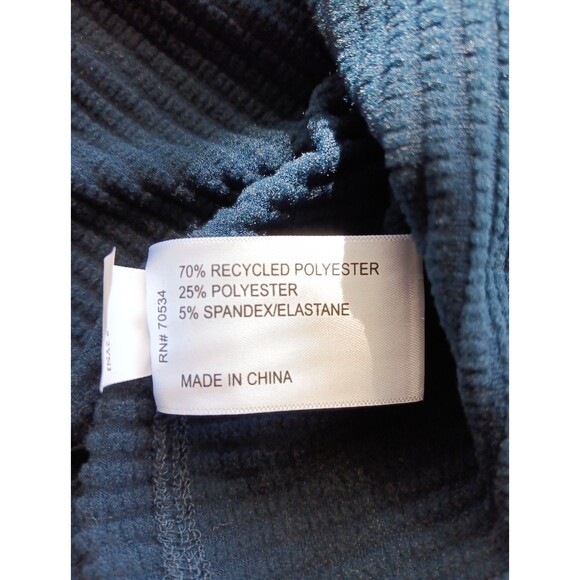 70% RECYCLED POLYESTER
25% POLYESTER
5% SPANDEX/ELASTANE
MADE IN CHINA
RN# 70534